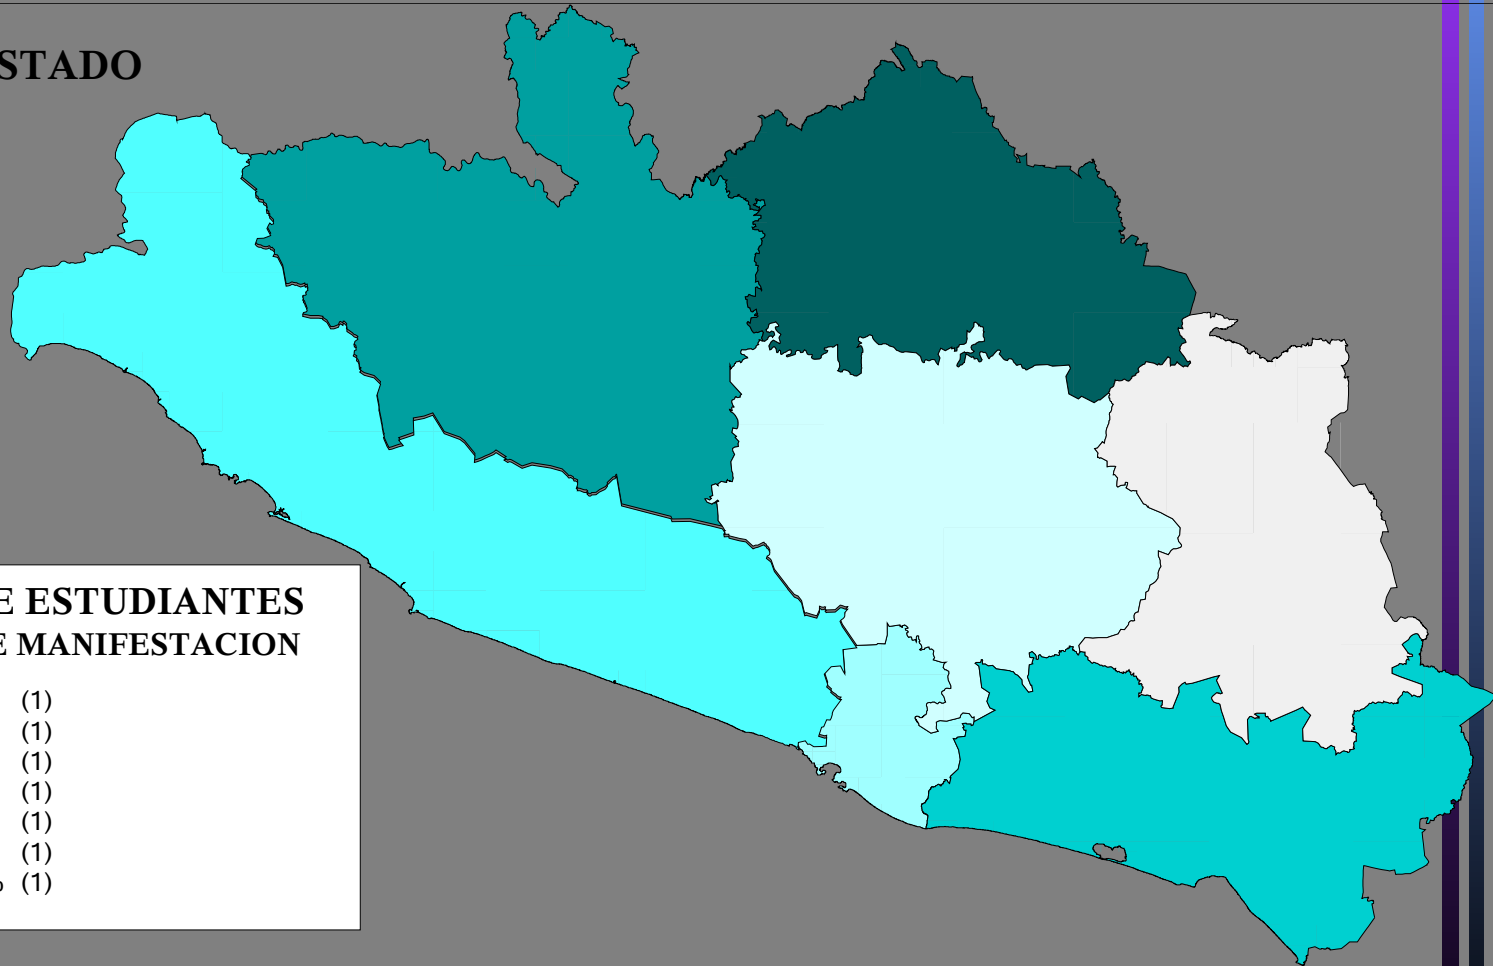 STADO
E ESTUDIANTES
E MANIFESTACION
(1)
(1)
(1)
(1)
(1)
(1)
% (1)